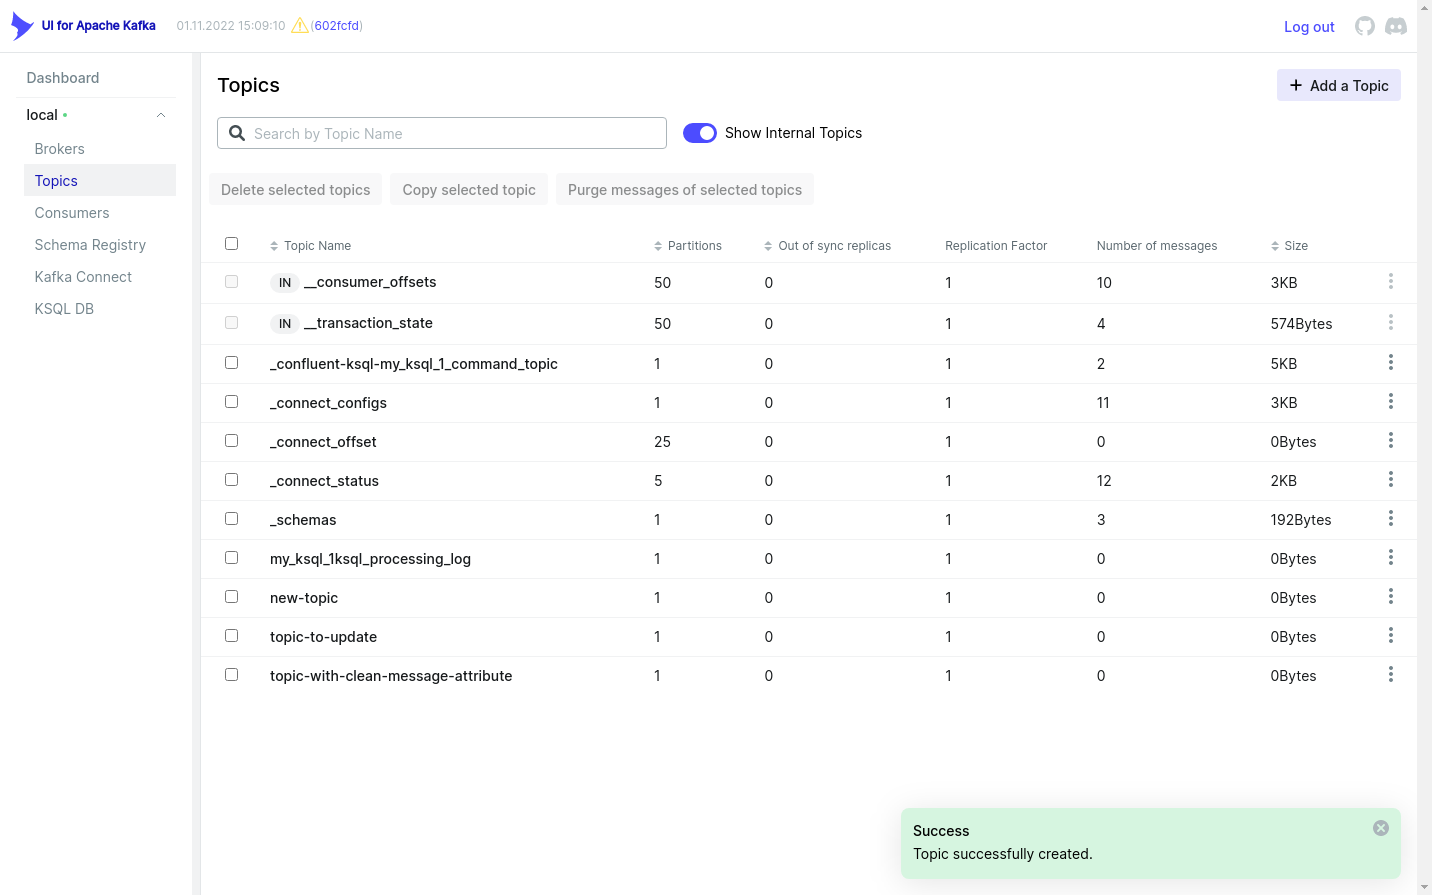 UI for Apache Kafka 01.11.2022 15:09:10 (602fcfd) Log out
Dashboard
local
Brokers
Topics
Consumers
Schema Registry
Kafka Connect
KSQL DB
Topics
Add a Topic
Search by Topic Name
Show Internal Topics
Delete selected topics Copy selected topic Purge messages of selected topics
Topic Name Partitions Out of sync replicas Replication Factor Number of messages Size
IN __consumer_offsets 50 0 1 10 3KB
IN __transaction_state 50 0 1 4 574Bytes
_confluent-ksql-my_ksql_1_command_topic 1 0 1 2 5KB
_connect_configs 1 0 1 11 3KB
_connect_offset 25 0 1 0 0Bytes
_connect_status 5 0 1 12 2KB
_schemas 1 0 1 3 192Bytes
my_ksql_1ksql_processing_log 1 0 1 0 0Bytes
new-topic 1 0 1 0 0Bytes
topic-to-update 1 0 1 0 0Bytes
topic-with-clean-message-attribute 1 0 1 0 0Bytes
Success
Topic successfully created.